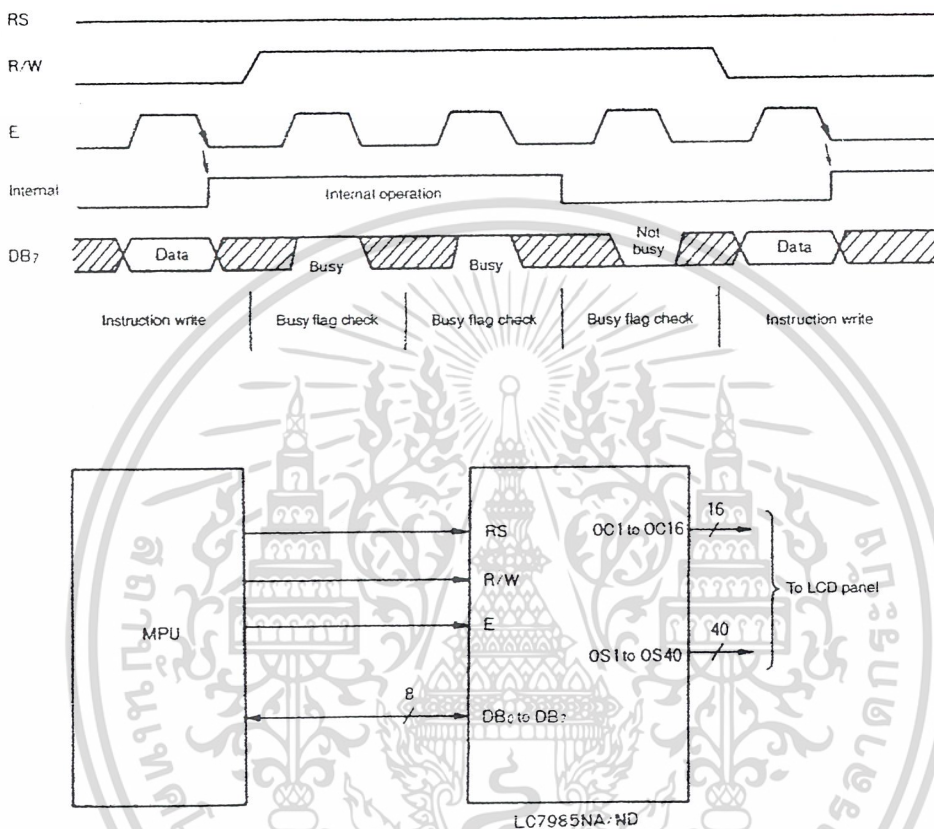 RS
R/W
E
Internal
Internal operation
DB7
Data
Busy
Busy
Not
busy
Data
Instruction write
Busy flag check
Busy flag check
Busy flag check
Instruction write
MPU
8
RS
R/W
E
DB0 to DB7
OC1 to OC16
16
OS1 to OS40
40
To LCD panel
LC7985NA/ND